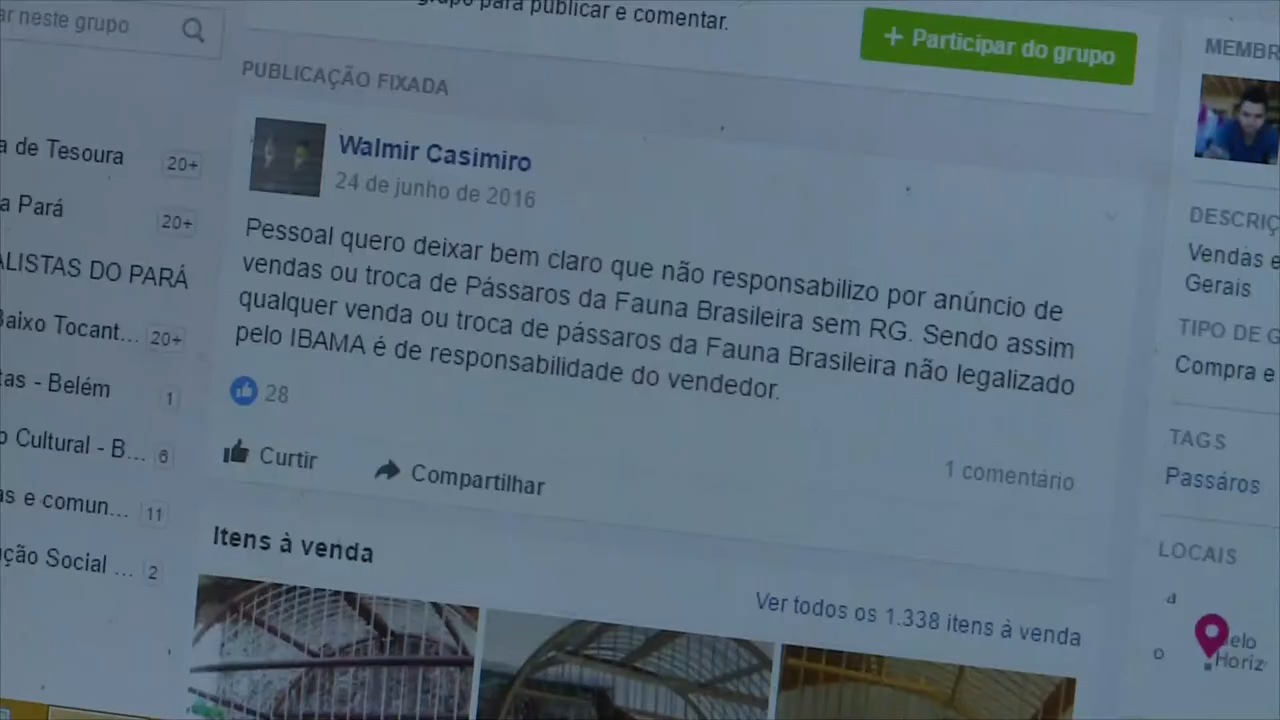 ar neste grupo
grupo para publicar e comentar.
+ Participar do grupo
a de Tesoura 20+
a Pará 20+
ALISTAS DO PARÁ
Baixo Tocant... 20+
tas - Belém 1
o Cultural - B... 6
as e comun... 11
ção Social ... 2
PUBLICAÇÃO FIXADA
Walmir Casimiro
24 de junho de 2016
Pessoal quero deixar bem claro que não responsabilizo por anúncio de
vendas ou troca de Pássaros da Fauna Brasileira sem RG. Sendo assim
qualquer venda ou troca de pássaros da Fauna Brasileira não legalizado
pelo IBAMA é de responsabilidade do vendedor.
28
Curtir
Compartilhar
1 comentário
Itens à venda
Ver todos os 1.338 itens à venda
MEMBR
DESCRIÇ
Vendas e
Gerais
TIPO DE G
Compra e
TAGS
Passáros
LOCAIS
elo
Horiz